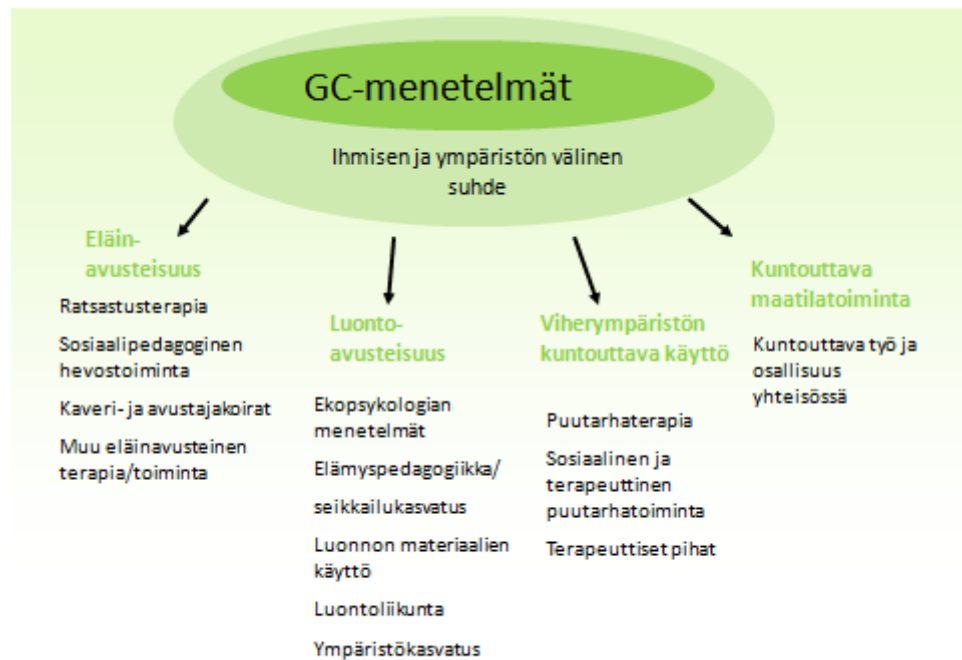 GC-menetelmät
Ihmisen ja ympäristön välinen
suhde
Eläin-
avusteisuus
Ratsastusterapia
Sosiaalipedagoginen
hevostoiminta
Kaveri- ja avustajakoirat
Muu eläinavusteinen
terapia/toiminta
Luonto-
avusteisuus
Ekopsykologian
menetelmät
Elämyspedagogiikka/
seikkailukasvatus
Luonnon materiaalien
käyttö
Luontoliikunta
Ympäristökasvatus
Viherympäristön
kuntouttava käyttö
Puutarhaterapia
Sosiaalinen ja
terapeuttinen
puutarhatoiminta
Terapeuttiset pihat
Kuntouttava
maatilatoiminta
Kuntouttava työ ja
osallisuus
yhteisössä